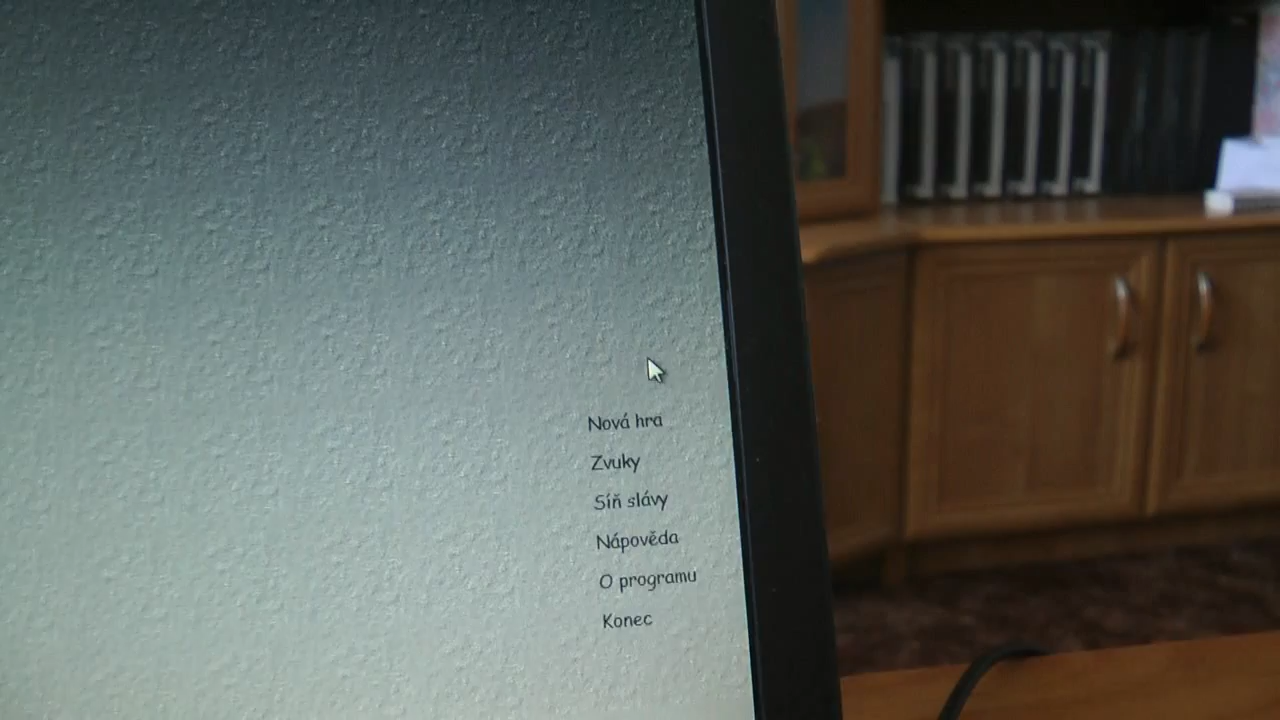 Nová hra
Zvuky
Síň slávy
Nápověda
O programu
Konec